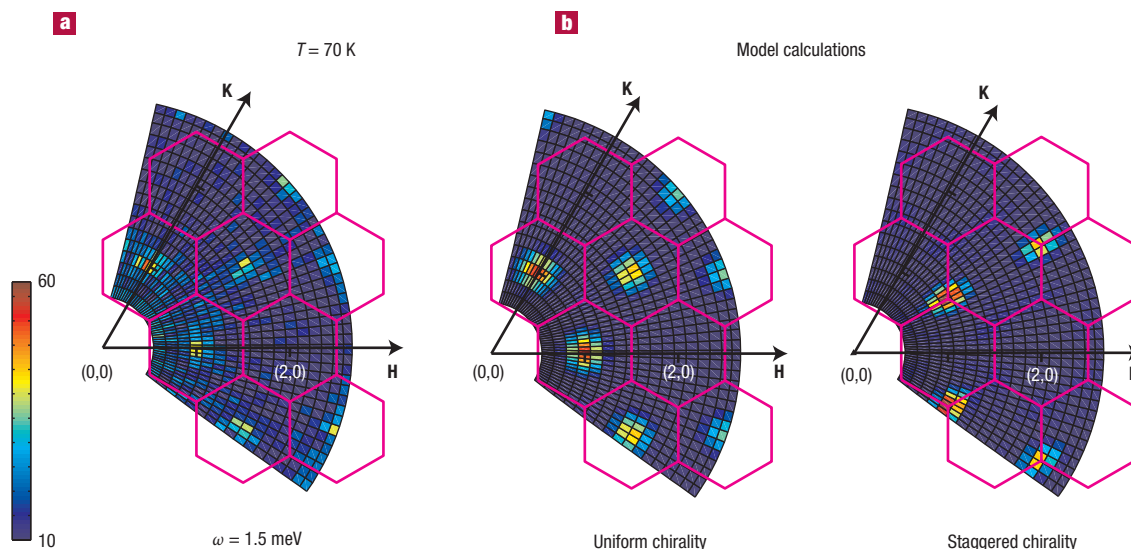 a
b
T = 70 K
Model calculations
K
K
K
60
10
(0,0)
(2,0)
H
(0,0)
(2,0)
H
(0,0)
(2,0)
ω = 1.5 meV
Uniform chirality
Staggered chirality